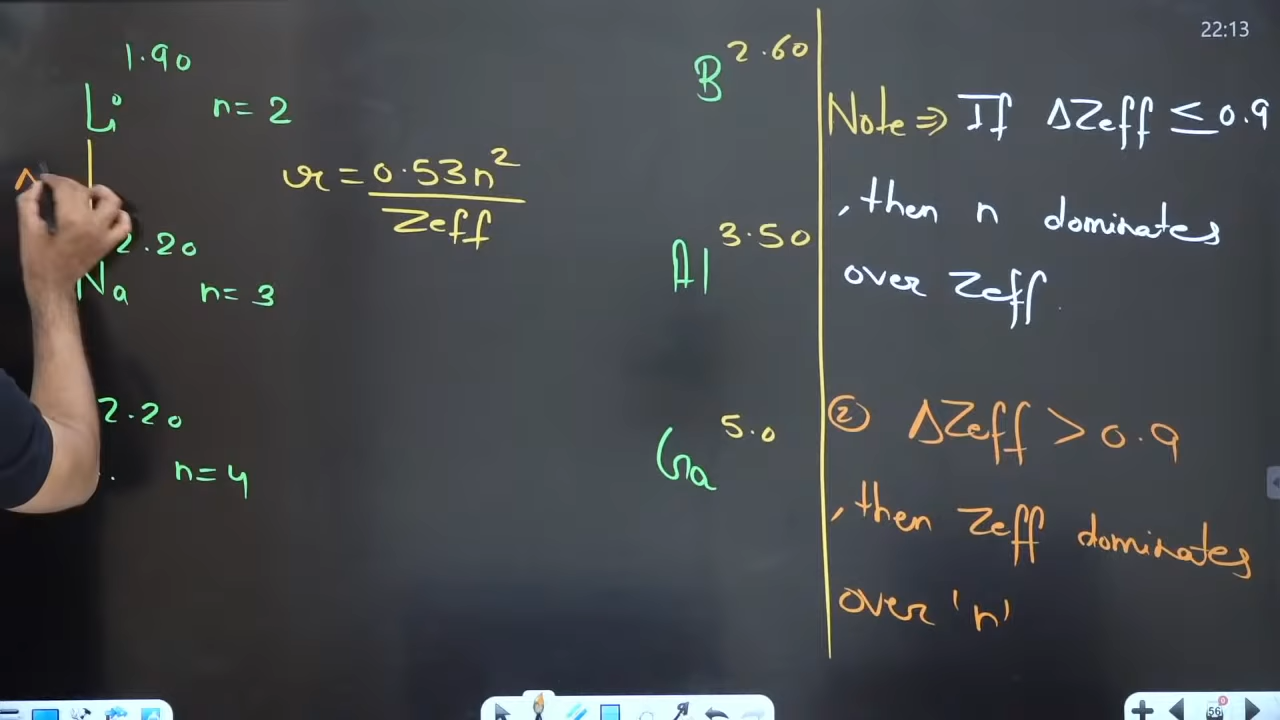 22:13
1.90
Li n= 2
r = 0.53n²
Zeff
2.20
Na n= 3
2.20
n=4
B 2.60
Al 3.50
Ga 5.0
Note ⇒ If ΔZeff ≤ 0.9
, then n dominates
over Zeff.
② ΔZeff > 0.9
, then Zeff dominates
over 'n'
56